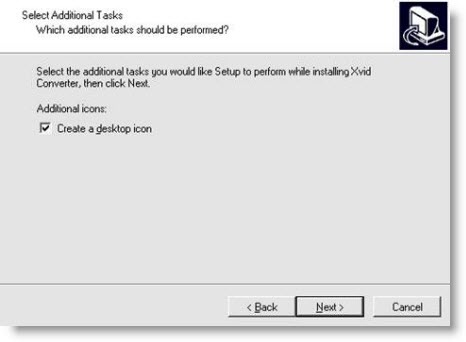 Select Additional Tasks
Which additional tasks should be performed?
Select the additional tasks you would like Setup to perform while installing Xvid
Converter, then click Next.
Additional icons:
Create a desktop icon
< Back
Next >
Cancel